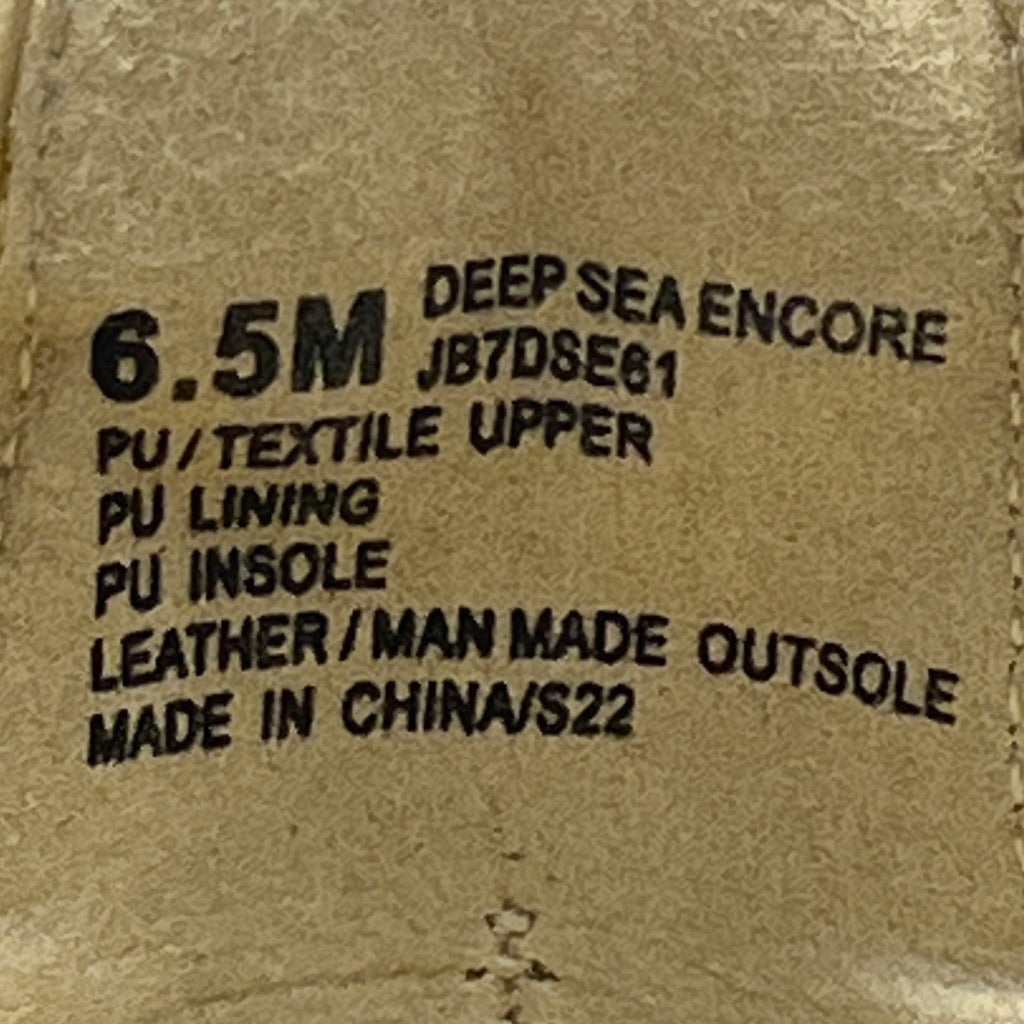 6.5M DEEP SEA ENCORE
JB7DSE61
PU/TEXTILE UPPER
PU LINING
PU INSOLE
LEATHER/MAN MADE OUTSOLE
MADE IN CHINA/S22